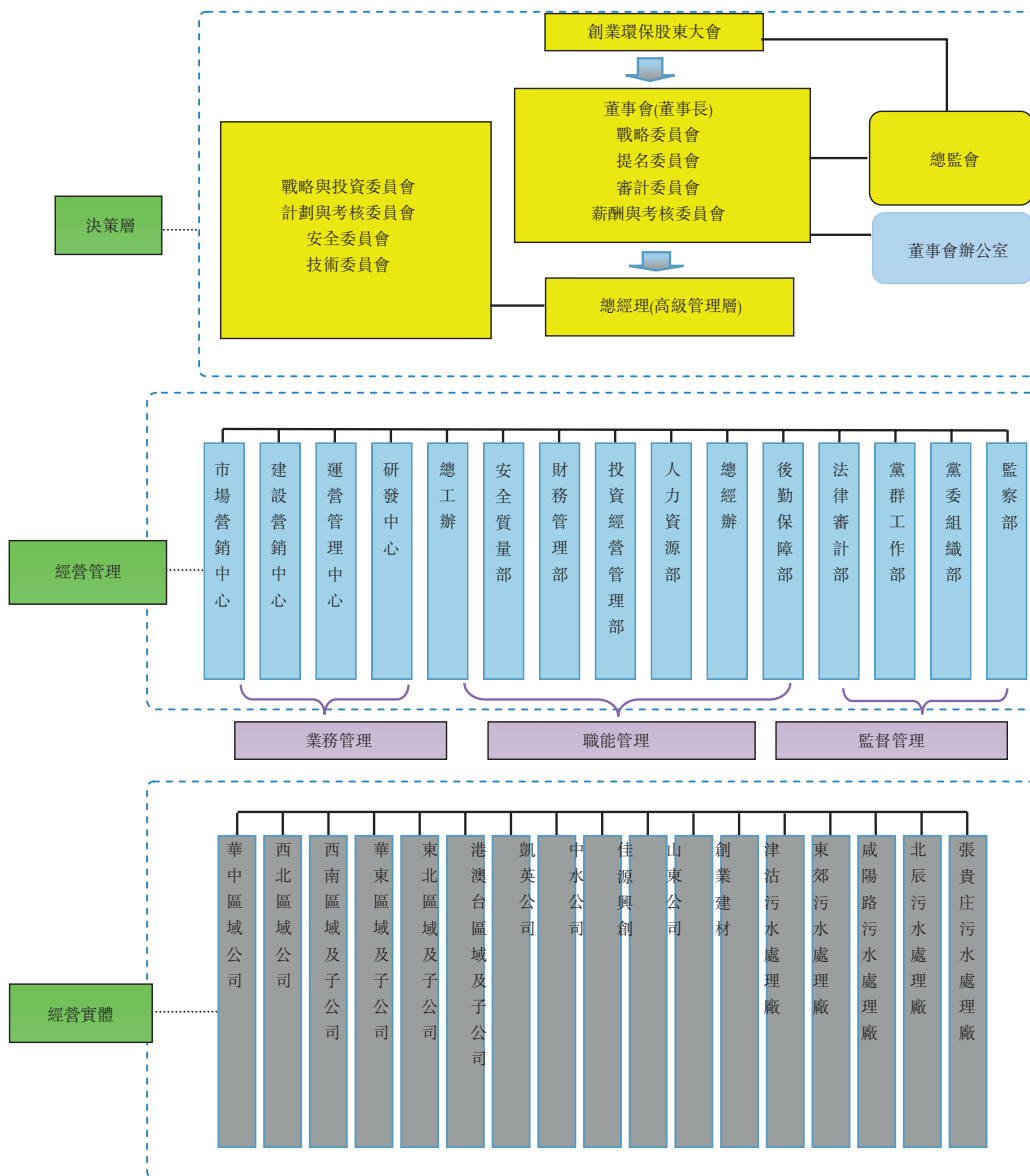 創業環保股東大會
董事會(董事長)
戰略委員會
提名委員會
審計委員會
薪酬與考核委員會
總監會
董事會辦公室
戰略與投資委員會
計劃與考核委員會
安全委員會
技術委員會
總經理(高級管理層)
決策層
經營管理
市場營銷中心
建設營銷中心
運營管理中心
研發中心
總工辦
安全質量部
財務管理部
投資經營管理部
人力資源部
總經辦
後勤保障部
法律審計部
黨群工作部
黨委組織部
監察部
業務管理
職能管理
監督管理
經營實體
華中區域公司
西北區域公司
西南區域及子公司
華東區域及子公司
東北區域及子公司
港澳台區域及子公司
凱英公司
中水公司
佳源興創
山東公司
創業建材
津沽污水處理廠
東郊污水處理廠
咸陽路污水處理廠
北辰污水處理廠
張貴庄污水處理廠